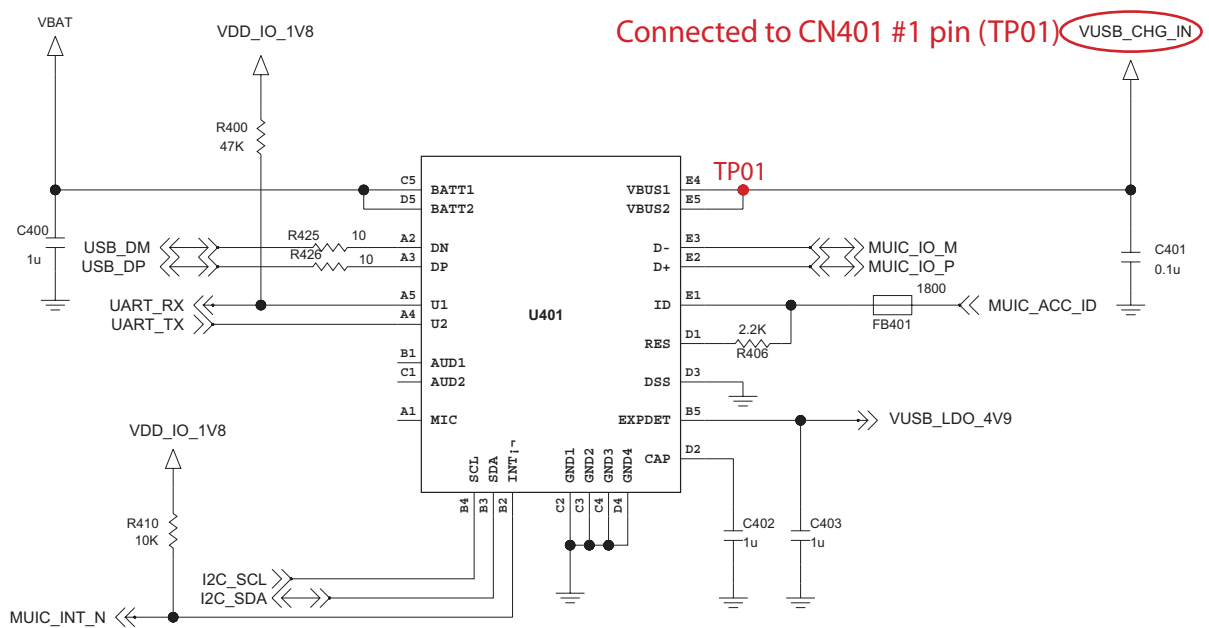 VBAT
VDD_IO_1V8
Connected to CN401 #1 pin (TP01) VUSB_CHG_IN
R400
47K
TP01
C5 BATT1 VBUS1 E4
D5 BATT2 VBUS2 E5
C400
1u
USB_DM R425 10 A2 DN D- E3 MUIC_IO_M
USB_DP R426 10 A3 DP D+ E2 MUIC_IO_P
C401
0.1u
UART_RX A5 U1 ID E1 1800 MUIC_ACC_ID
FB401
UART_TX A4 U2
U401
2.2K
RES D1 R406
B1 AUD1
C1 AUD2 DSS D3
A1 MIC EXPDET B5 VUSB_LDO_4V9
VDD_IO_1V8
CAP D2
SCL SDA INT¡¬ GND1 GND2 GND3 GND4
B4 B3 B2 C2 C3 C4 D4
R410
10K
C402
1u
C403
1u
I2C_SCL
I2C_SDA
MUIC_INT_N